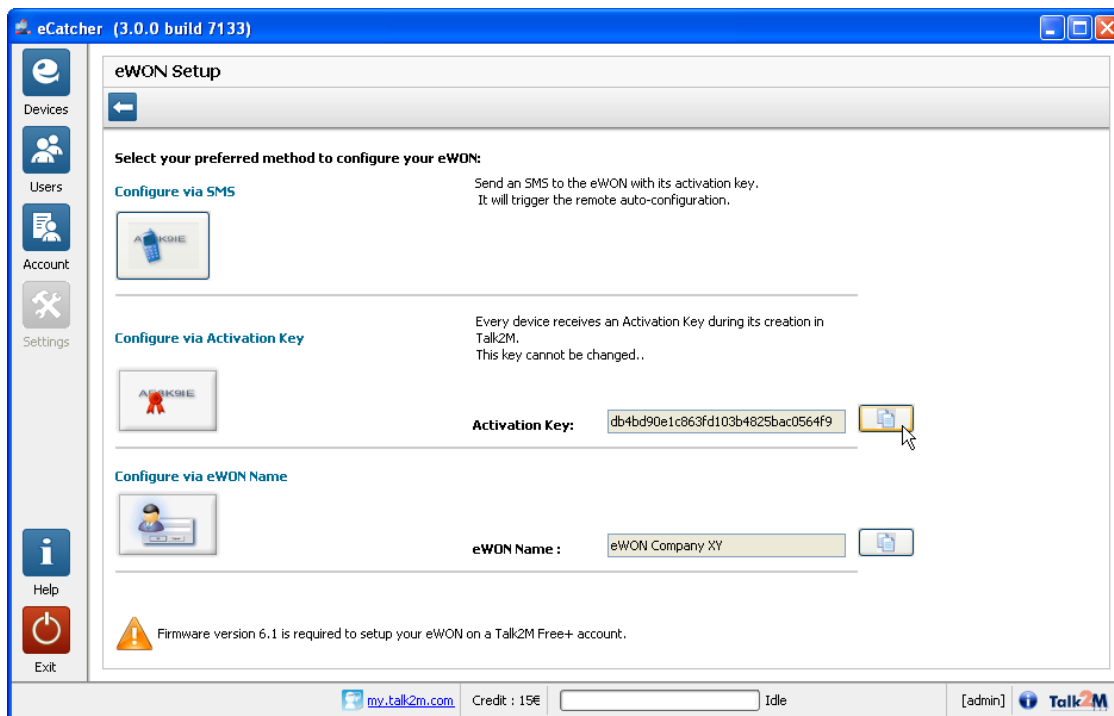 eCatcher (3.0.0 build 7133)
Devices
Users
Account
Settings
Help
Exit
eWON Setup
Select your preferred method to configure your eWON:
Configure via SMS
Send an SMS to the eWON with its activation key.
It will trigger the remote auto-configuration.
Configure via Activation Key
Every device receives an Activation Key during its creation in
Talk2M.
This key cannot be changed..
Activation Key:
db4bd90e1c863fd103b4825bac0564f9
Configure via eWON Name
eWON Name :
eWON Company XY
Firmware version 6.1 is required to setup your eWON on a Talk2M Free+ account.
my.talk2m.com
Credit : 15€
Idle
[admin]
Talk2M